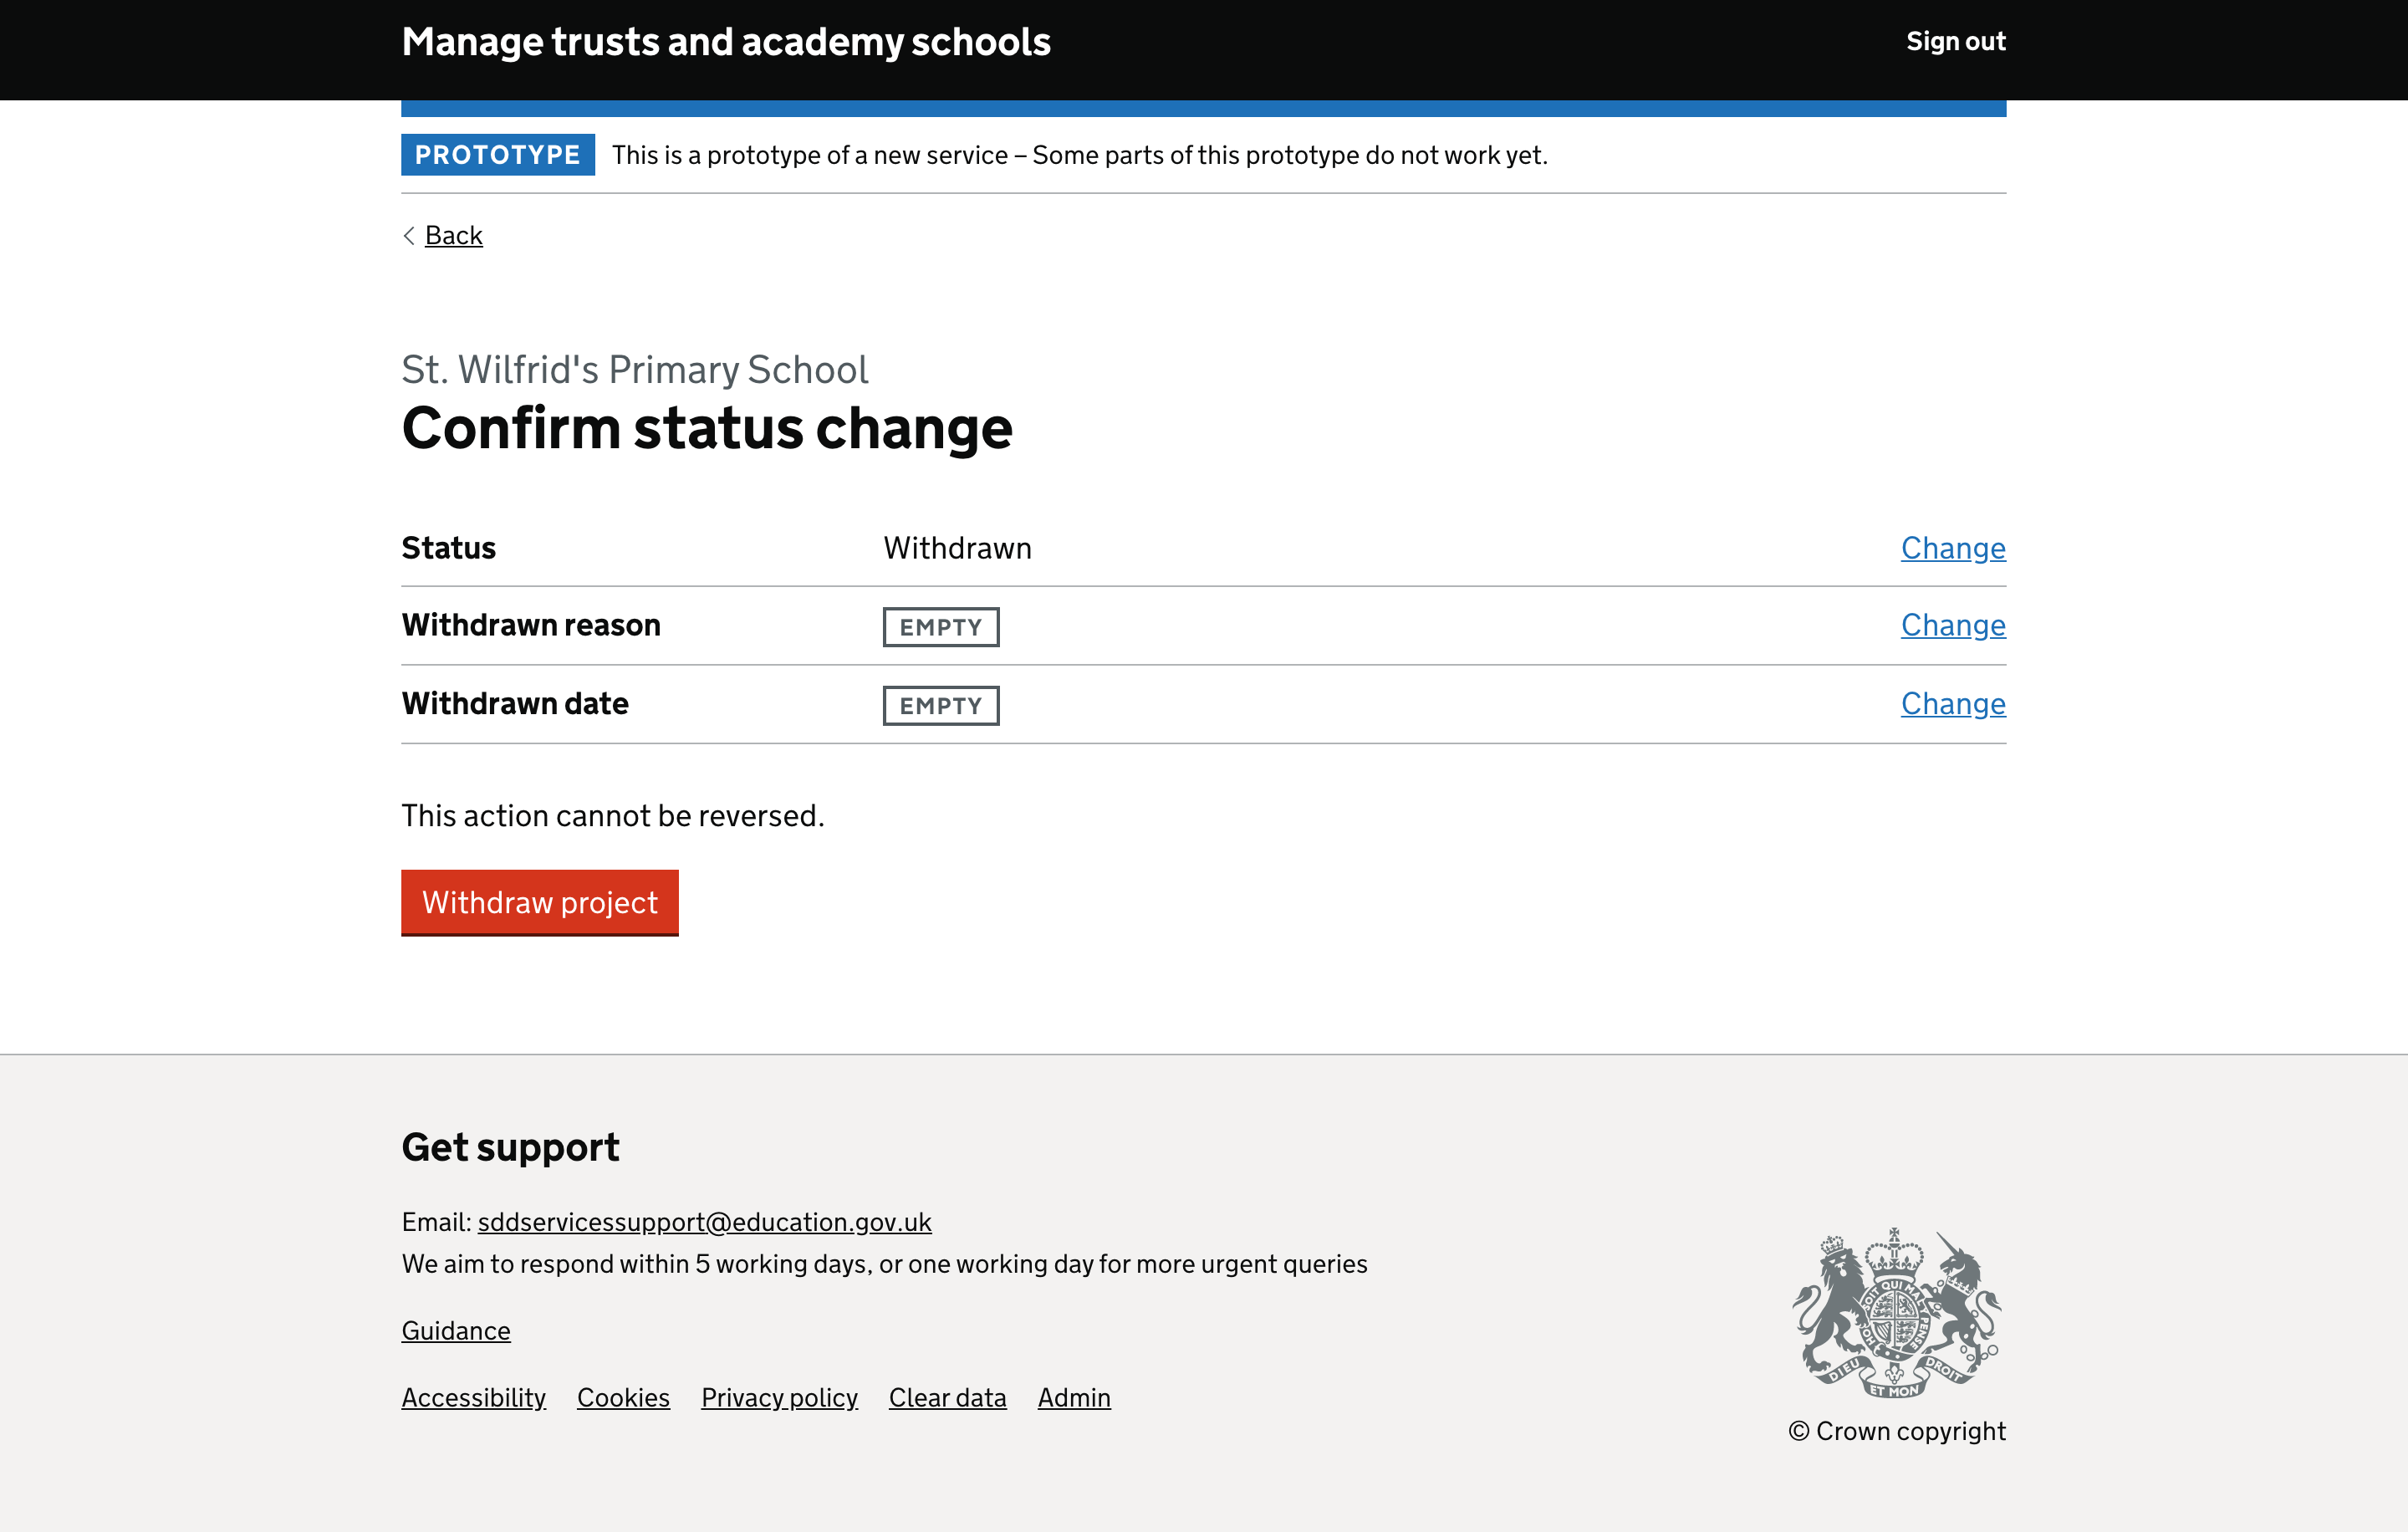 Manage trusts and academy schools Sign out
PROTOTYPE This is a prototype of a new service – Some parts of this prototype do not work yet.
Back
St. Wilfrid's Primary School
Confirm status change
Status Withdrawn Change
Withdrawn reason EMPTY Change
Withdrawn date EMPTY Change
This action cannot be reversed.
Withdraw project
Get support
Email: sddservicessupport@education.gov.uk
We aim to respond within 5 working days, or one working day for more urgent queries
Guidance
Accessibility Cookies Privacy policy Clear data Admin
DIEU ET MON DROIT
© Crown copyright